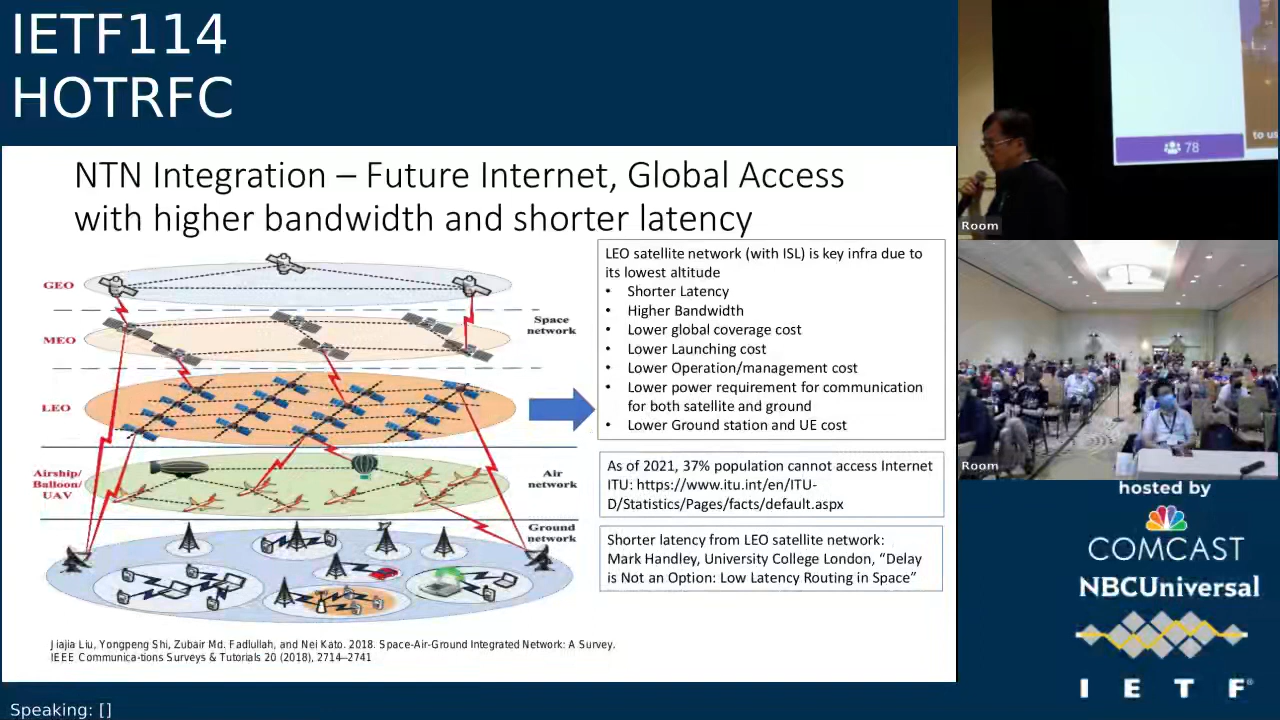 IETF114
HOTRFC
NTN Integration – Future Internet, Global Access
with higher bandwidth and shorter latency
GEO
MEO
Space
network
LEO
Airship/
Balloon/
UAV
Air
network
Ground
network
LEO satellite network (with ISL) is key infra due to
its lowest altitude
• Shorter Latency
• Higher Bandwidth
• Lower global coverage cost
• Lower Launching cost
• Lower Operation/management cost
• Lower power requirement for communication
for both satellite and ground
• Lower Ground station and UE cost
As of 2021, 37% population cannot access Internet
ITU: https://www.itu.int/en/ITU-
D/Statistics/Pages/facts/default.aspx
Shorter latency from LEO satellite network:
Mark Handley, University College London, “Delay
is Not an Option: Low Latency Routing in Space”
Jiajia Liu, Yongpeng Shi, Zubair Md. Fadlullah, and Nei Kato. 2018. Space-Air-Ground Integrated Network: A Survey.
IEEE Communica-tions Surveys & Tutorials 20 (2018), 2714–2741
Speaking: []
78
to us
Room
Room
hosted by
COMCAST
NBCUniversal
I E T F®